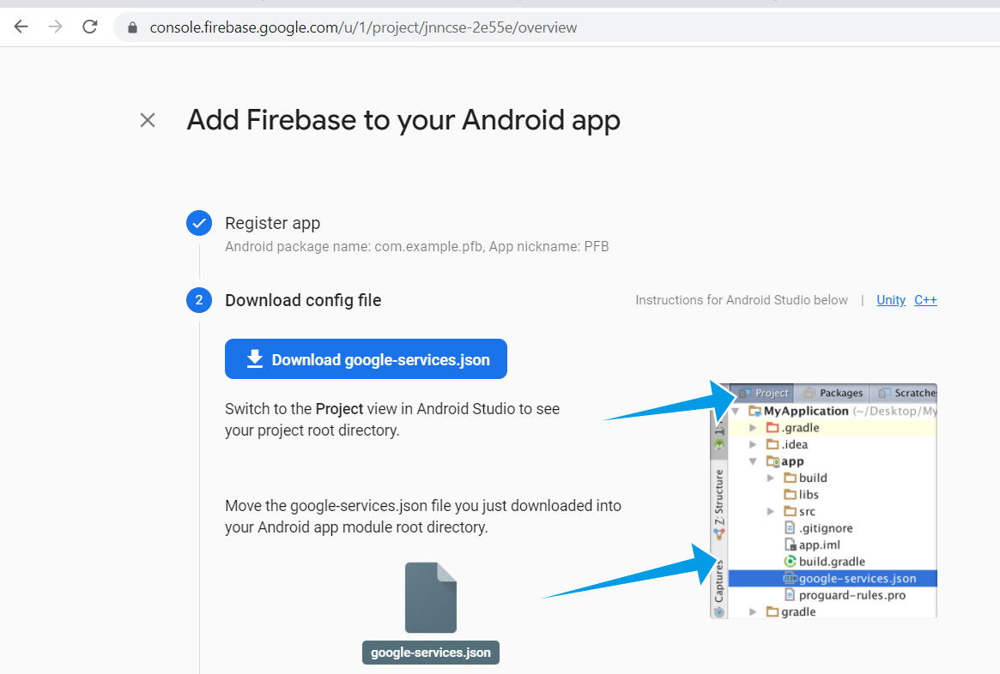 console.firebase.google.com/u/1/project/jnncse-2e55e/overview
Add Firebase to your Android app
Register app
Android package name: com.example.pfb, App nickname: PFB
2
Download config file
Instructions for Android Studio below | Unity C++
Download google-services.json
Switch to the Project view in Android Studio to see
your project root directory.
Move the google-services.json file you just downloaded into
your Android app module root directory.
google-services.json
Project Packages Scratche
MyApplication (~/Desktop/My
.gradle
.idea
app
build
libs
src
.gitignore
app.iml
build.gradle
google-services.json
proguard-rules.pro
gradle
Z: Structure
Captures